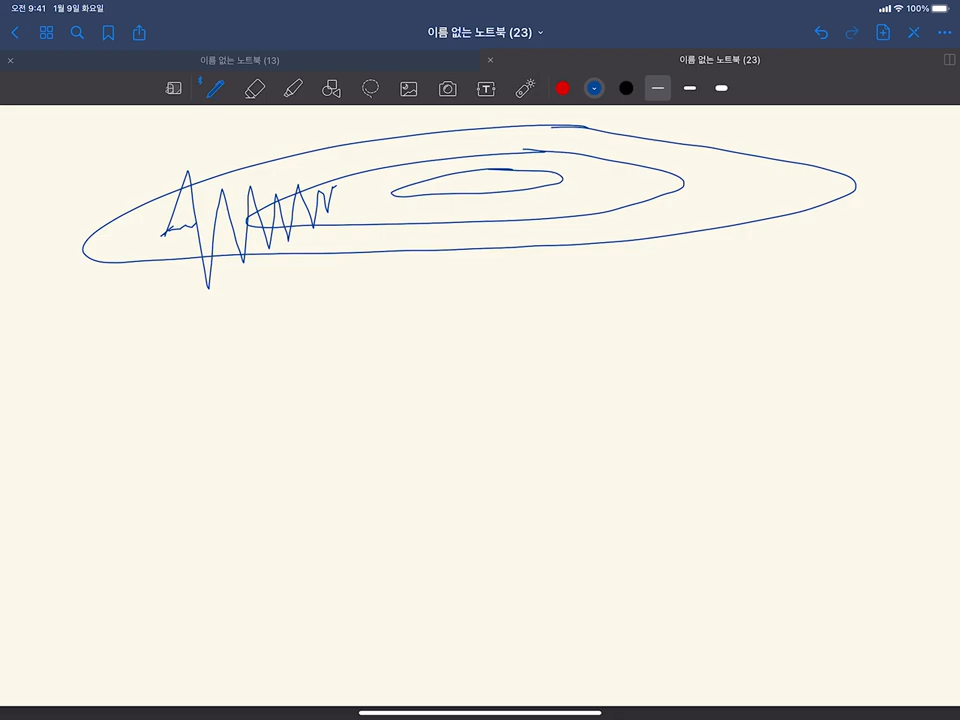 오전 9:41 1월 9일 화요일 100%
이름 없는 노트북 (23)
이름 없는 노트북 (13) 이름 없는 노트북 (23)
T